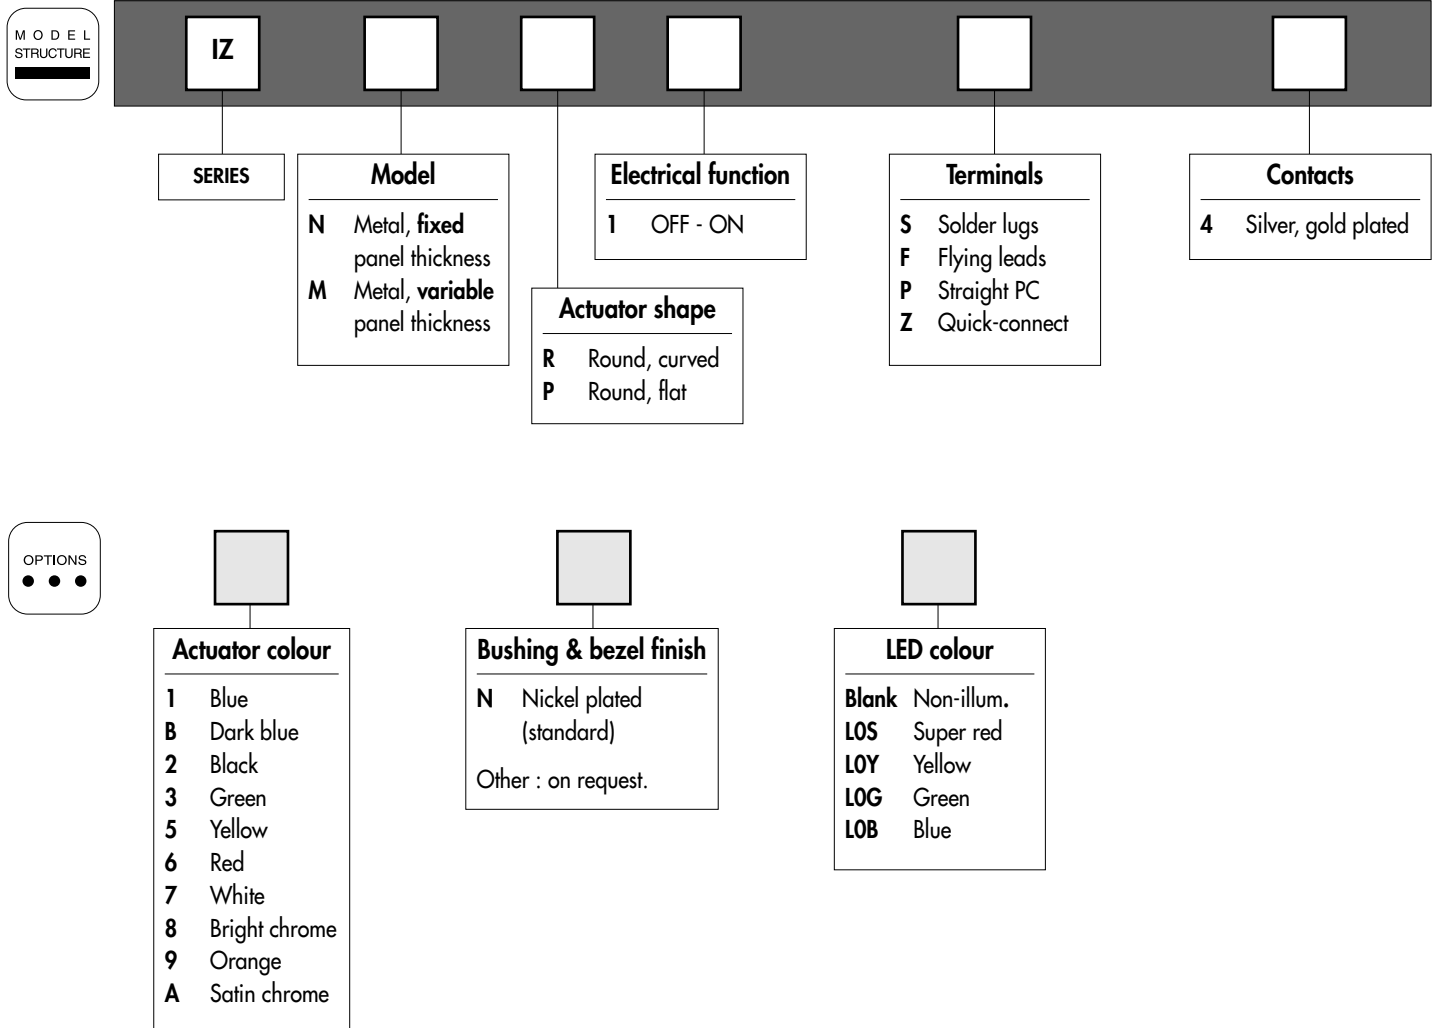 MODEL
STRUCTURE
IZ
SERIES
Model
N Metal, fixed
panel thickness
M Metal, variable
panel thickness
Actuator shape
R Round, curved
P Round, flat
Electrical function
1 OFF - ON
Terminals
S Solder lugs
F Flying leads
P Straight PC
Z Quick-connect
Contacts
4 Silver, gold plated
OPTIONS
Actuator colour
1 Blue
B Dark blue
2 Black
3 Green
5 Yellow
6 Red
7 White
8 Bright chrome
9 Orange
A Satin chrome
Bushing & bezel finish
N Nickel plated
(standard)
Other : on request.
LED colour
Blank Non-illum.
L0S Super red
L0Y Yellow
L0G Green
L0B Blue